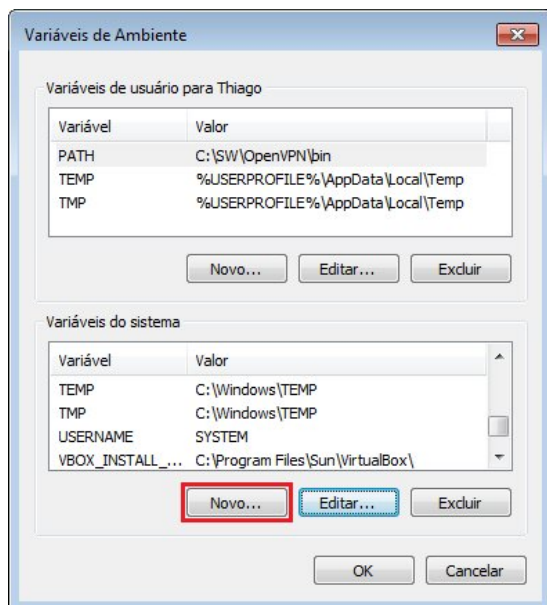 Variáveis de Ambiente
Variáveis de usuário para Thiago
Variável Valor
PATH C:\SW\OpenVPN\bin
TEMP %USERPROFILE%\AppData\Local\Temp
TMP %USERPROFILE%\AppData\Local\Temp
Novo... Editar... Excluir
Variáveis do sistema
Variável Valor
TEMP C:\Windows\TEMP
TMP C:\Windows\TEMP
USERNAME SYSTEM
VBOX_INSTALL_... C:\Program Files\Sun\VirtualBox\
Novo... Editar... Excluir
OK Cancelar